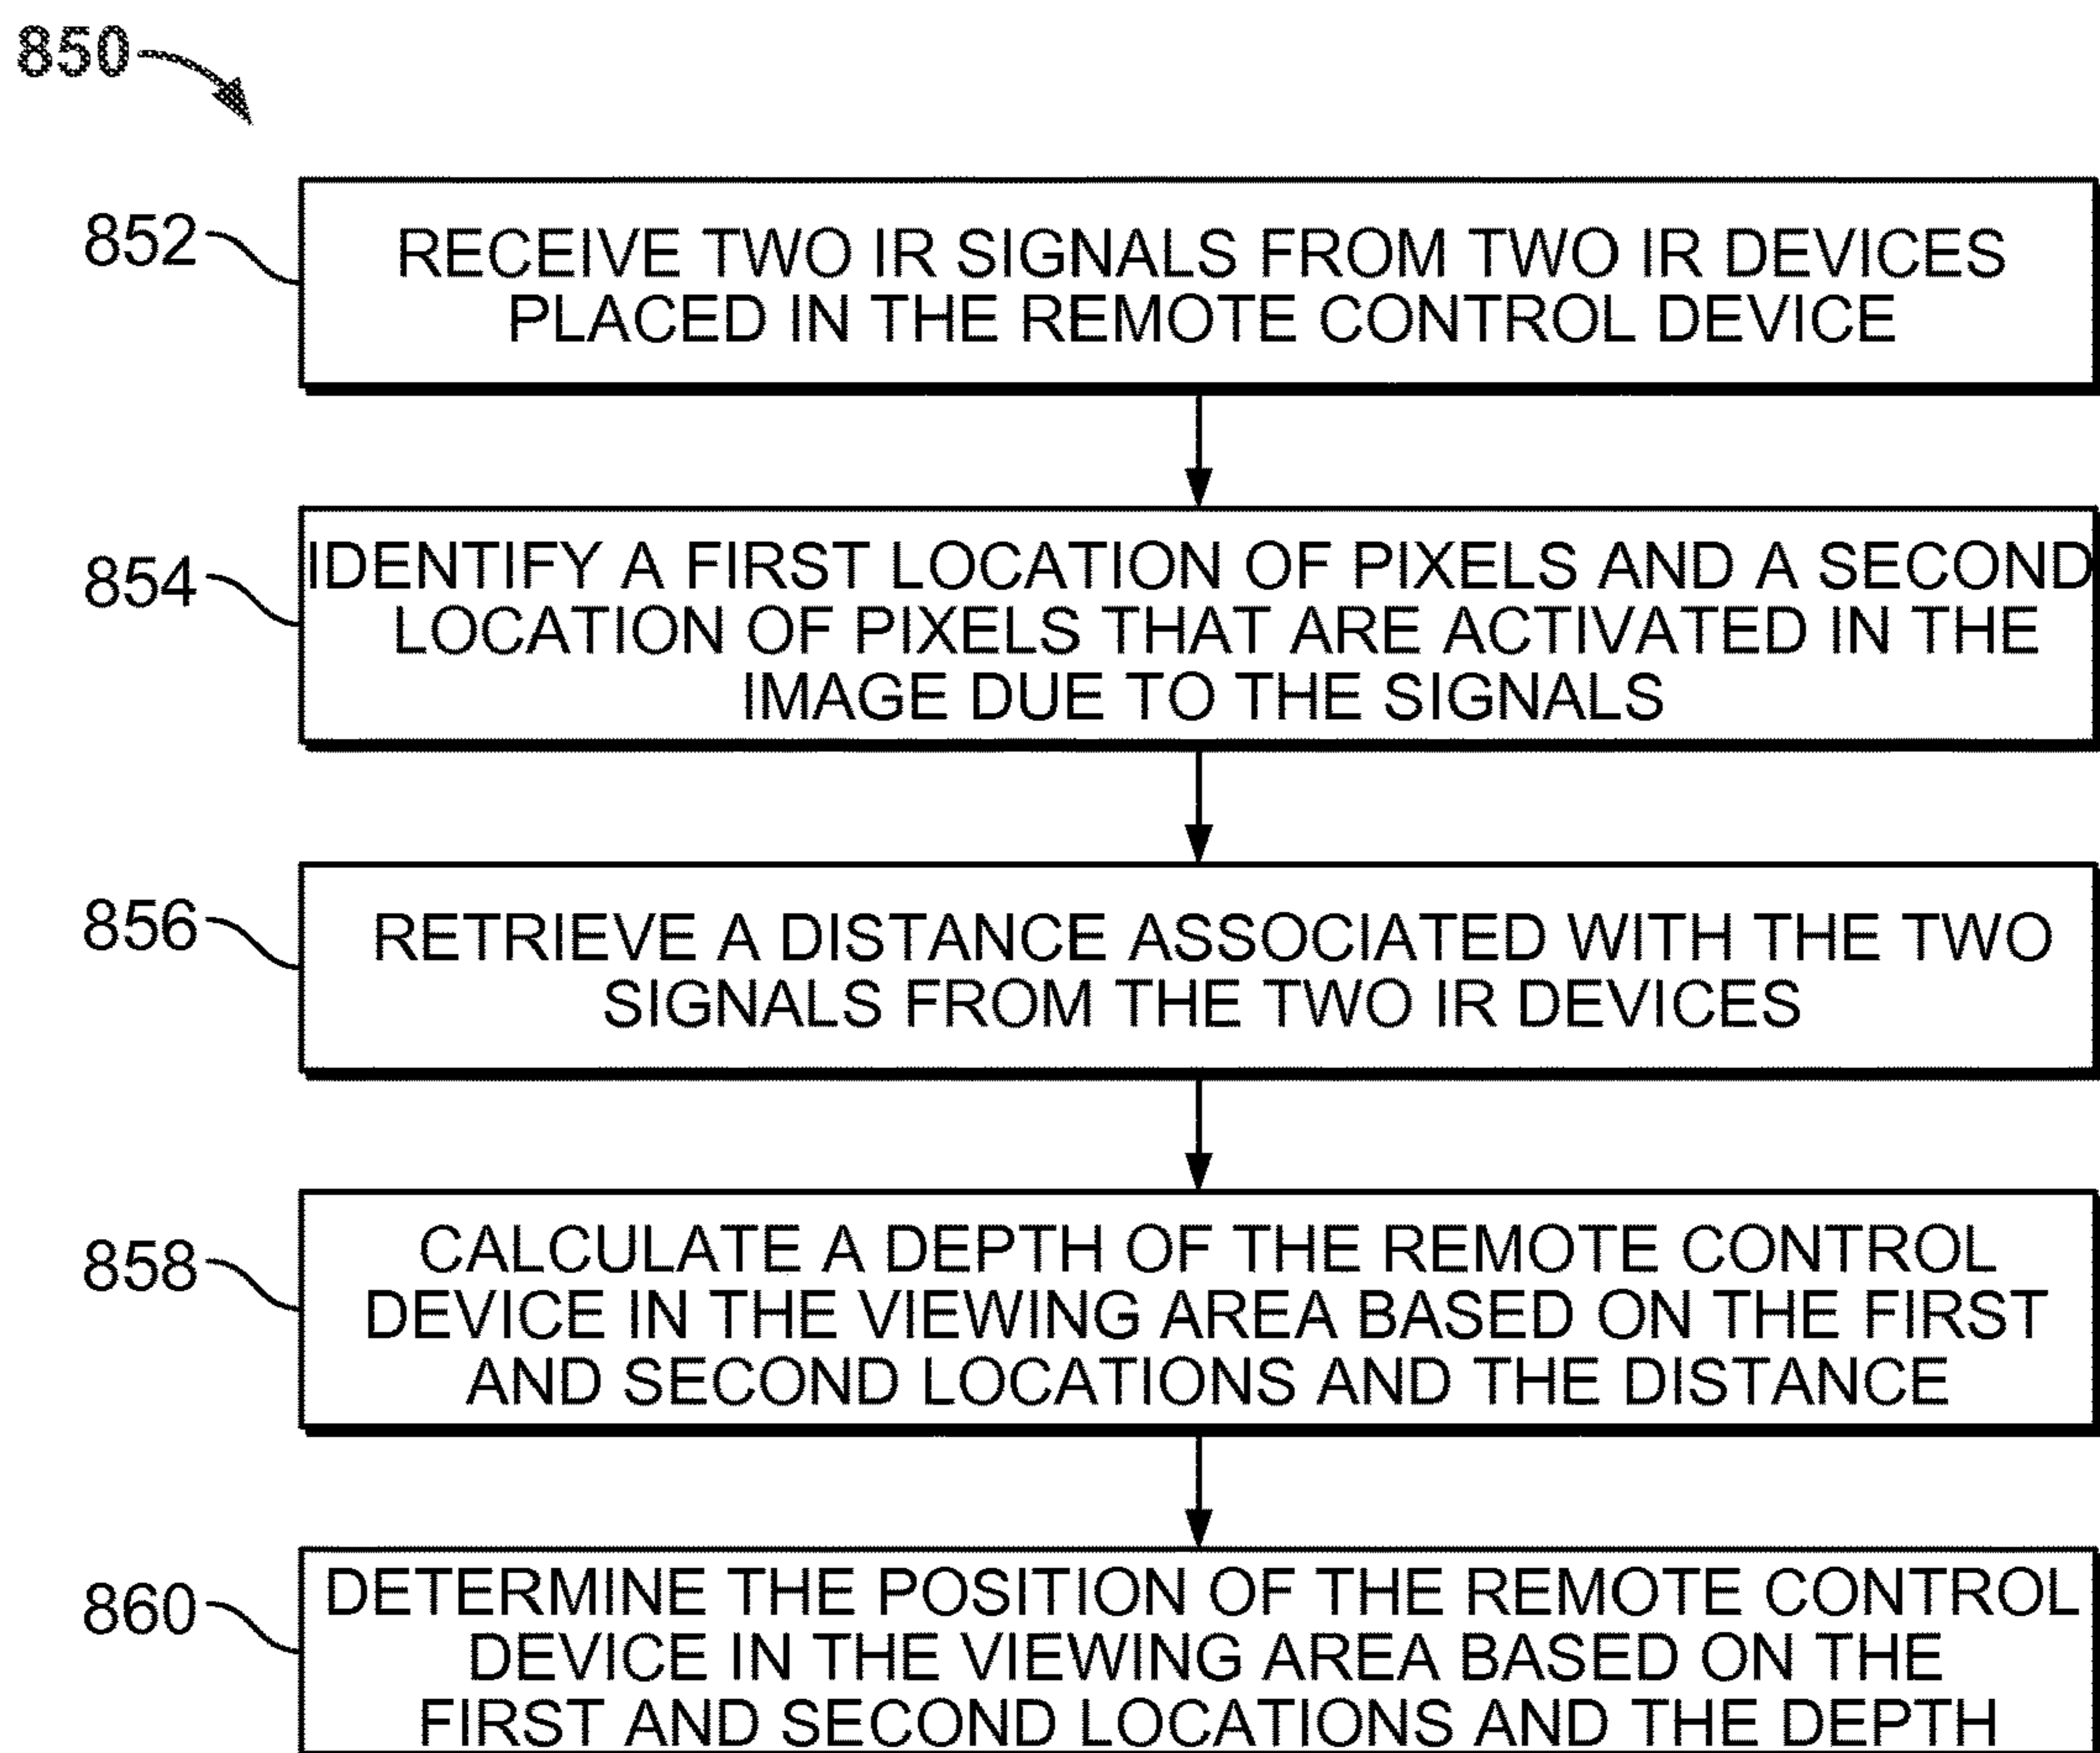 850
852
RECEIVE TWO IR SIGNALS FROM TWO IR DEVICES
PLACED IN THE REMOTE CONTROL DEVICE
854
IDENTIFY A FIRST LOCATION OF PIXELS AND A SECOND
LOCATION OF PIXELS THAT ARE ACTIVATED IN THE
IMAGE DUE TO THE SIGNALS
856
RETRIEVE A DISTANCE ASSOCIATED WITH THE TWO
SIGNALS FROM THE TWO IR DEVICES
858
CALCULATE A DEPTH OF THE REMOTE CONTROL
DEVICE IN THE VIEWING AREA BASED ON THE FIRST
AND SECOND LOCATIONS AND THE DISTANCE
860
DETERMINE THE POSITION OF THE REMOTE CONTROL
DEVICE IN THE VIEWING AREA BASED ON THE
FIRST AND SECOND LOCATIONS AND THE DEPTH